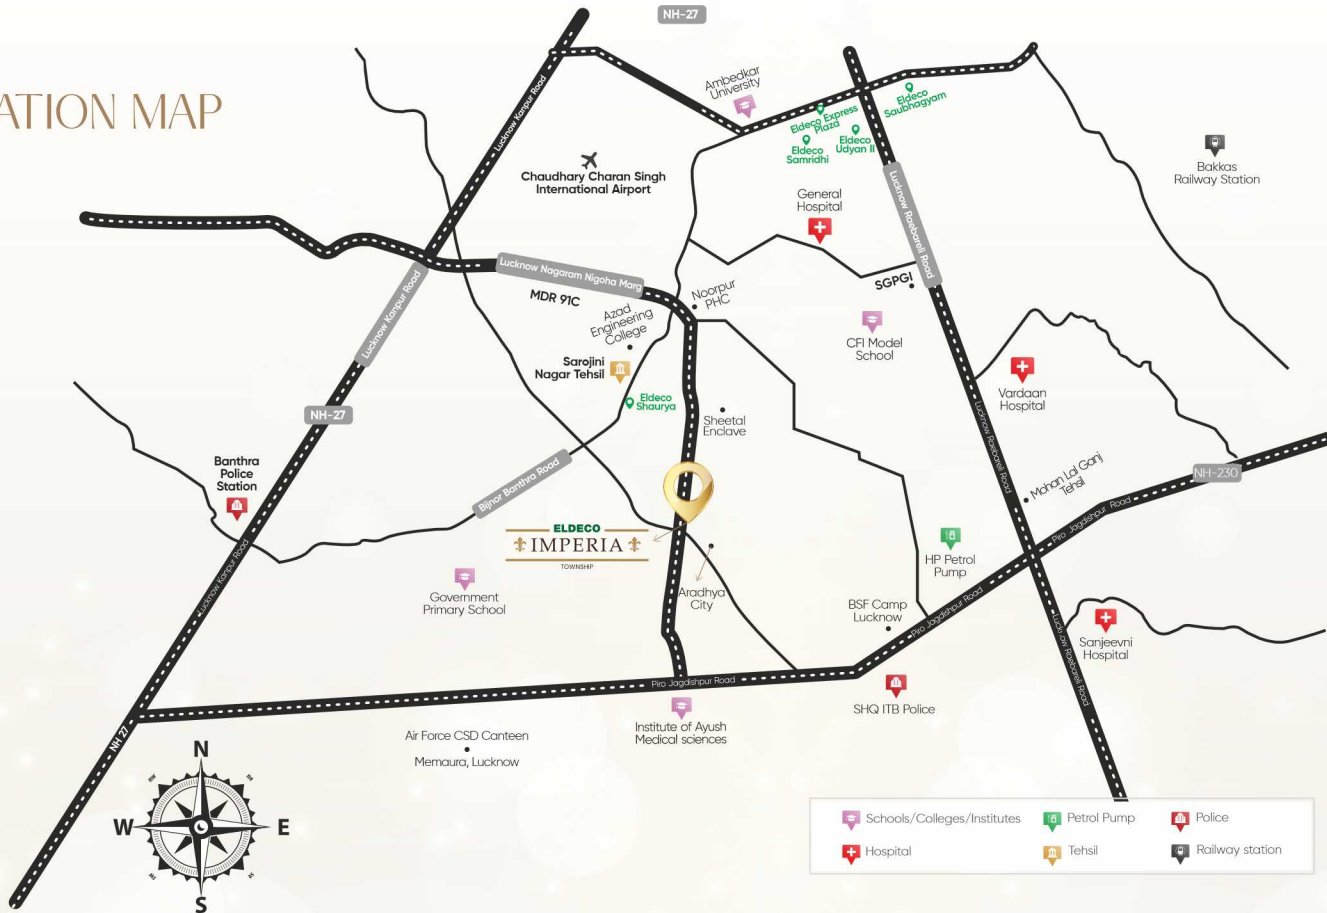 ATION MAP
NH-27
Lucknow Kanpur Road
Ambedkar
University
Eldeco Express
Plaza
Eldeco
Saubhagyam
Eldeco
Samridhi
Eldeco
Udyan II
Bakkas
Railway Station
Chaudhary Charan Singh
International Airport
General
Hospital
Lucknow Raebareli Road
SGPGI
Lucknow Nagaram Nigoha Marg
MDR 91C
Noorpur
PHC
Azad
Engineering
College
Lucknow Kanpur Road
CFI Model
School
Sarojini
Nagar Tehsil
Vardaan
Hospital
Eldeco
Shaurya
NH-27
Sheetal
Enclave
Lucknow Raebareli Road
Banthra
Police
Station
Bijnor Banthra Road
Mohan Lal Ganj
Tehsil
NH-230
Piro Jagdishpur Road
ELDECO
IMPERIA
TOWNSHIP
HP Petrol
Pump
Lucknow Kanpur Road
Government
Primary School
Aradhya
City
BSF Camp
Lucknow
Piro Jagdishpur Road
Sanjeevni
Hospital
Lucknow Raebareli Road
Piro Jagdishpur Road
SHQ ITB Police
Institute of Ayush
Medical sciences
NH 27
Air Force CSD Canteen
Memaura, Lucknow
N
W
E
S
Schools/Colleges/Institutes
Petrol Pump
Police
Hospital
Tehsil
Railway station